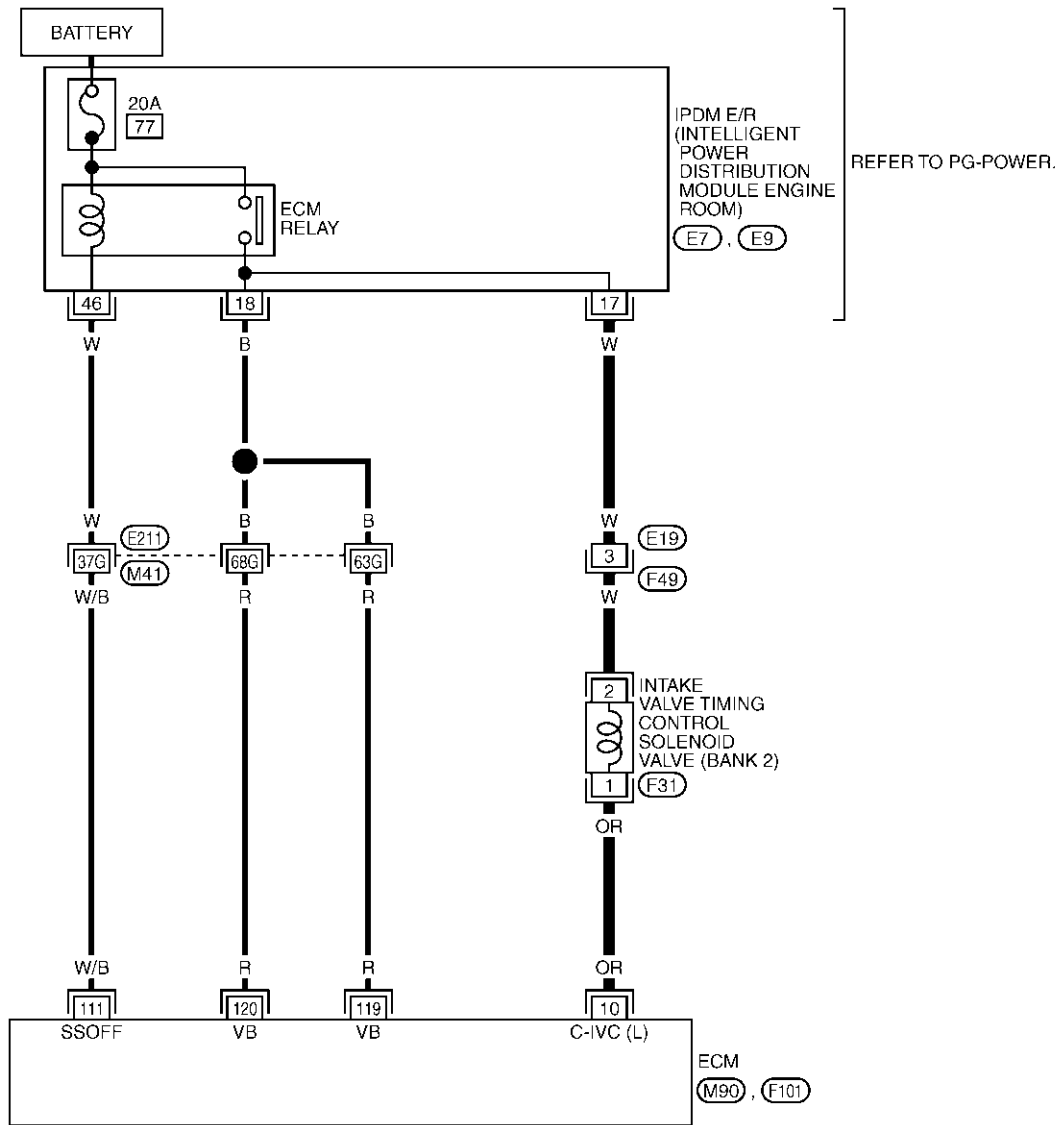 BATTERY
20A
77
IPDM E/R
(INTELLIGENT
POWER
DISTRIBUTION
MODULE ENGINE
ROOM)
E7 , E9
REFER TO PG-POWER.
ECM
RELAY
46
18
17
W
B
W
W
B
B
W
E211
M41
37G
68G
63G
E19
3
F49
W/B
R
R
W
2
INTAKE
VALVE TIMING
CONTROL
SOLENOID
VALVE (BANK 2)
1
F31
OR
W/B
R
R
OR
111
120
119
10
SSOFF
VB
VB
C-IVC (L)
ECM
M90 , F101